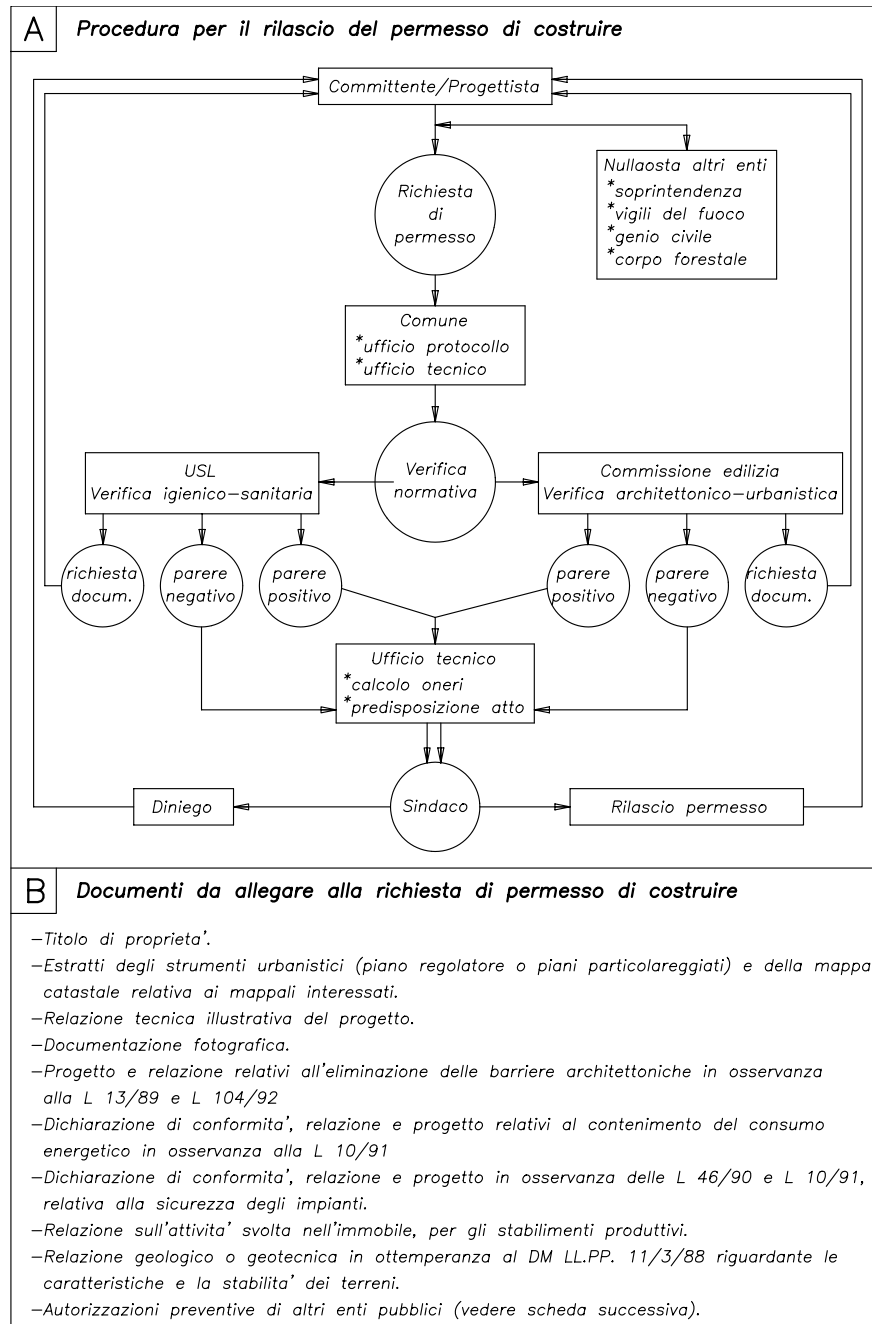 A
Procedura per il rilascio del permesso di costruire
Committente/Progettista
Richiesta
di
permesso
Nullaosta altri enti
*soprintendenza
*vigili del fuoco
*genio civile
*corpo forestale
Comune
*ufficio protocollo
*ufficio tecnico
USL
Verifica igienico-sanitaria
Verifica
normativa
Commissione edilizia
Verifica architettonico-urbanistica
richiesta
docum.
parere
negativo
parere
positivo
parere
positivo
parere
negativo
richiesta
docum.
Ufficio tecnico
*calcolo oneri
*predisposizione atto
Diniego
Sindaco
Rilascio permesso
B
Documenti da allegare alla richiesta di permesso di costruire
-Titolo di proprieta'.
-Estratti degli strumenti urbanistici (piano regolatore o piani particolareggiati) e della mappa
catastale relativa ai mappali interessati.
-Relazione tecnica illustrativa del progetto.
-Documentazione fotografica.
-Progetto e relazione relativi all'eliminazione delle barriere architettoniche in osservanza
alla L 13/89 e L 104/92
-Dichiarazione di conformita', relazione e progetto relativi al contenimento del consumo
energetico in osservanza alla L 10/91
-Dichiarazione di conformita', relazione e progetto in osservanza delle L 46/90 e L 10/91,
relativa alla sicurezza degli impianti.
-Relazione sull'attivita' svolta nell'immobile, per gli stabilimenti produttivi.
-Relazione geologico o geotecnica in ottemperanza al DM LL.PP. 11/3/88 riguardante le
caratteristiche e la stabilita' dei terreni.
-Autorizzazioni preventive di altri enti pubblici (vedere scheda successiva).